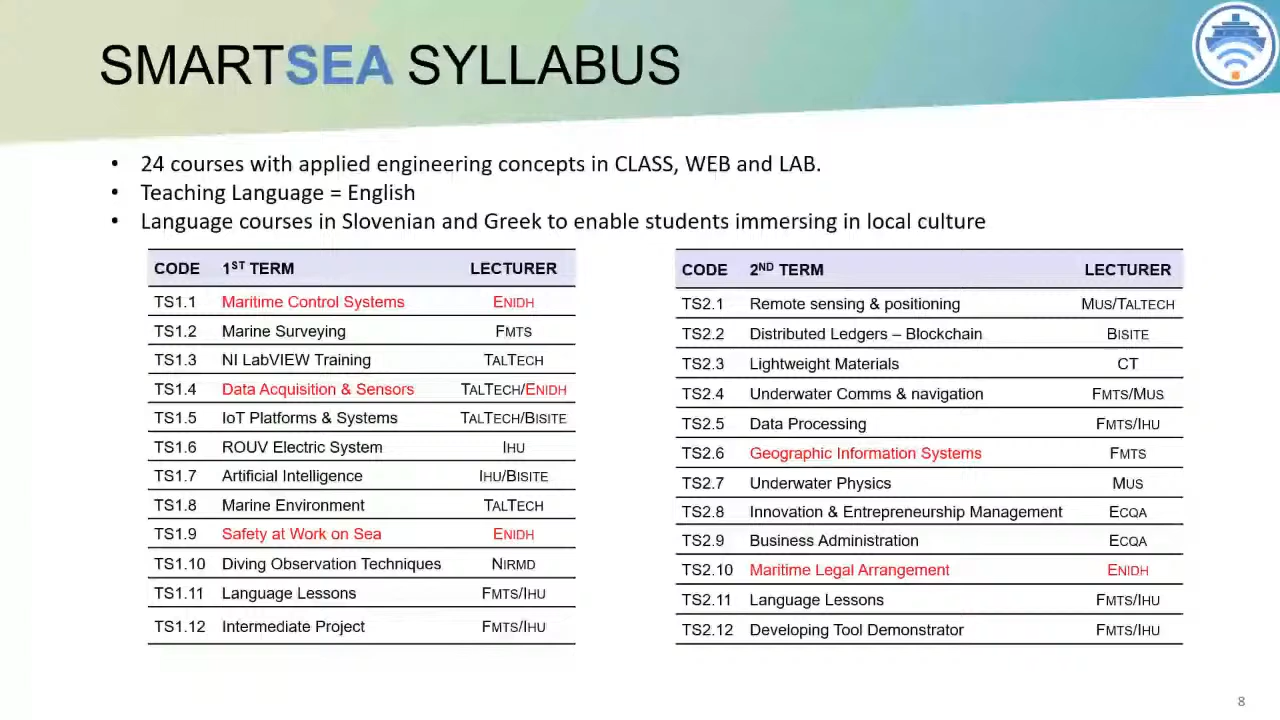 SMARTSEA SYLLABUS
• 24 courses with applied engineering concepts in CLASS, WEB and LAB.
• Teaching Language = English
• Language courses in Slovenian and Greek to enable students immersing in local culture
CODE 1ST TERM LECTURER
TS1.1 Maritime Control Systems ENIDH
TS1.2 Marine Surveying FMTS
TS1.3 NI LabVIEW Training TALTECH
TS1.4 Data Acquisition & Sensors TALTECH/ENIDH
TS1.5 IoT Platforms & Systems TALTECH/BISITE
TS1.6 ROUV Electric System IHU
TS1.7 Artificial Intelligence IHU/BISITE
TS1.8 Marine Environment TALTECH
TS1.9 Safety at Work on Sea ENIDH
TS1.10 Diving Observation Techniques NIRMD
TS1.11 Language Lessons FMTS/IHU
TS1.12 Intermediate Project FMTS/IHU
CODE 2ND TERM LECTURER
TS2.1 Remote sensing & positioning MUS/TALTECH
TS2.2 Distributed Ledgers – Blockchain BISITE
TS2.3 Lightweight Materials CT
TS2.4 Underwater Comms & navigation FMTS/MUS
TS2.5 Data Processing FMTS/IHU
TS2.6 Geographic Information Systems FMTS
TS2.7 Underwater Physics MUS
TS2.8 Innovation & Entrepreneurship Management ECQA
TS2.9 Business Administration ECQA
TS2.10 Maritime Legal Arrangement ENIDH
TS2.11 Language Lessons FMTS/IHU
TS2.12 Developing Tool Demonstrator FMTS/IHU
8